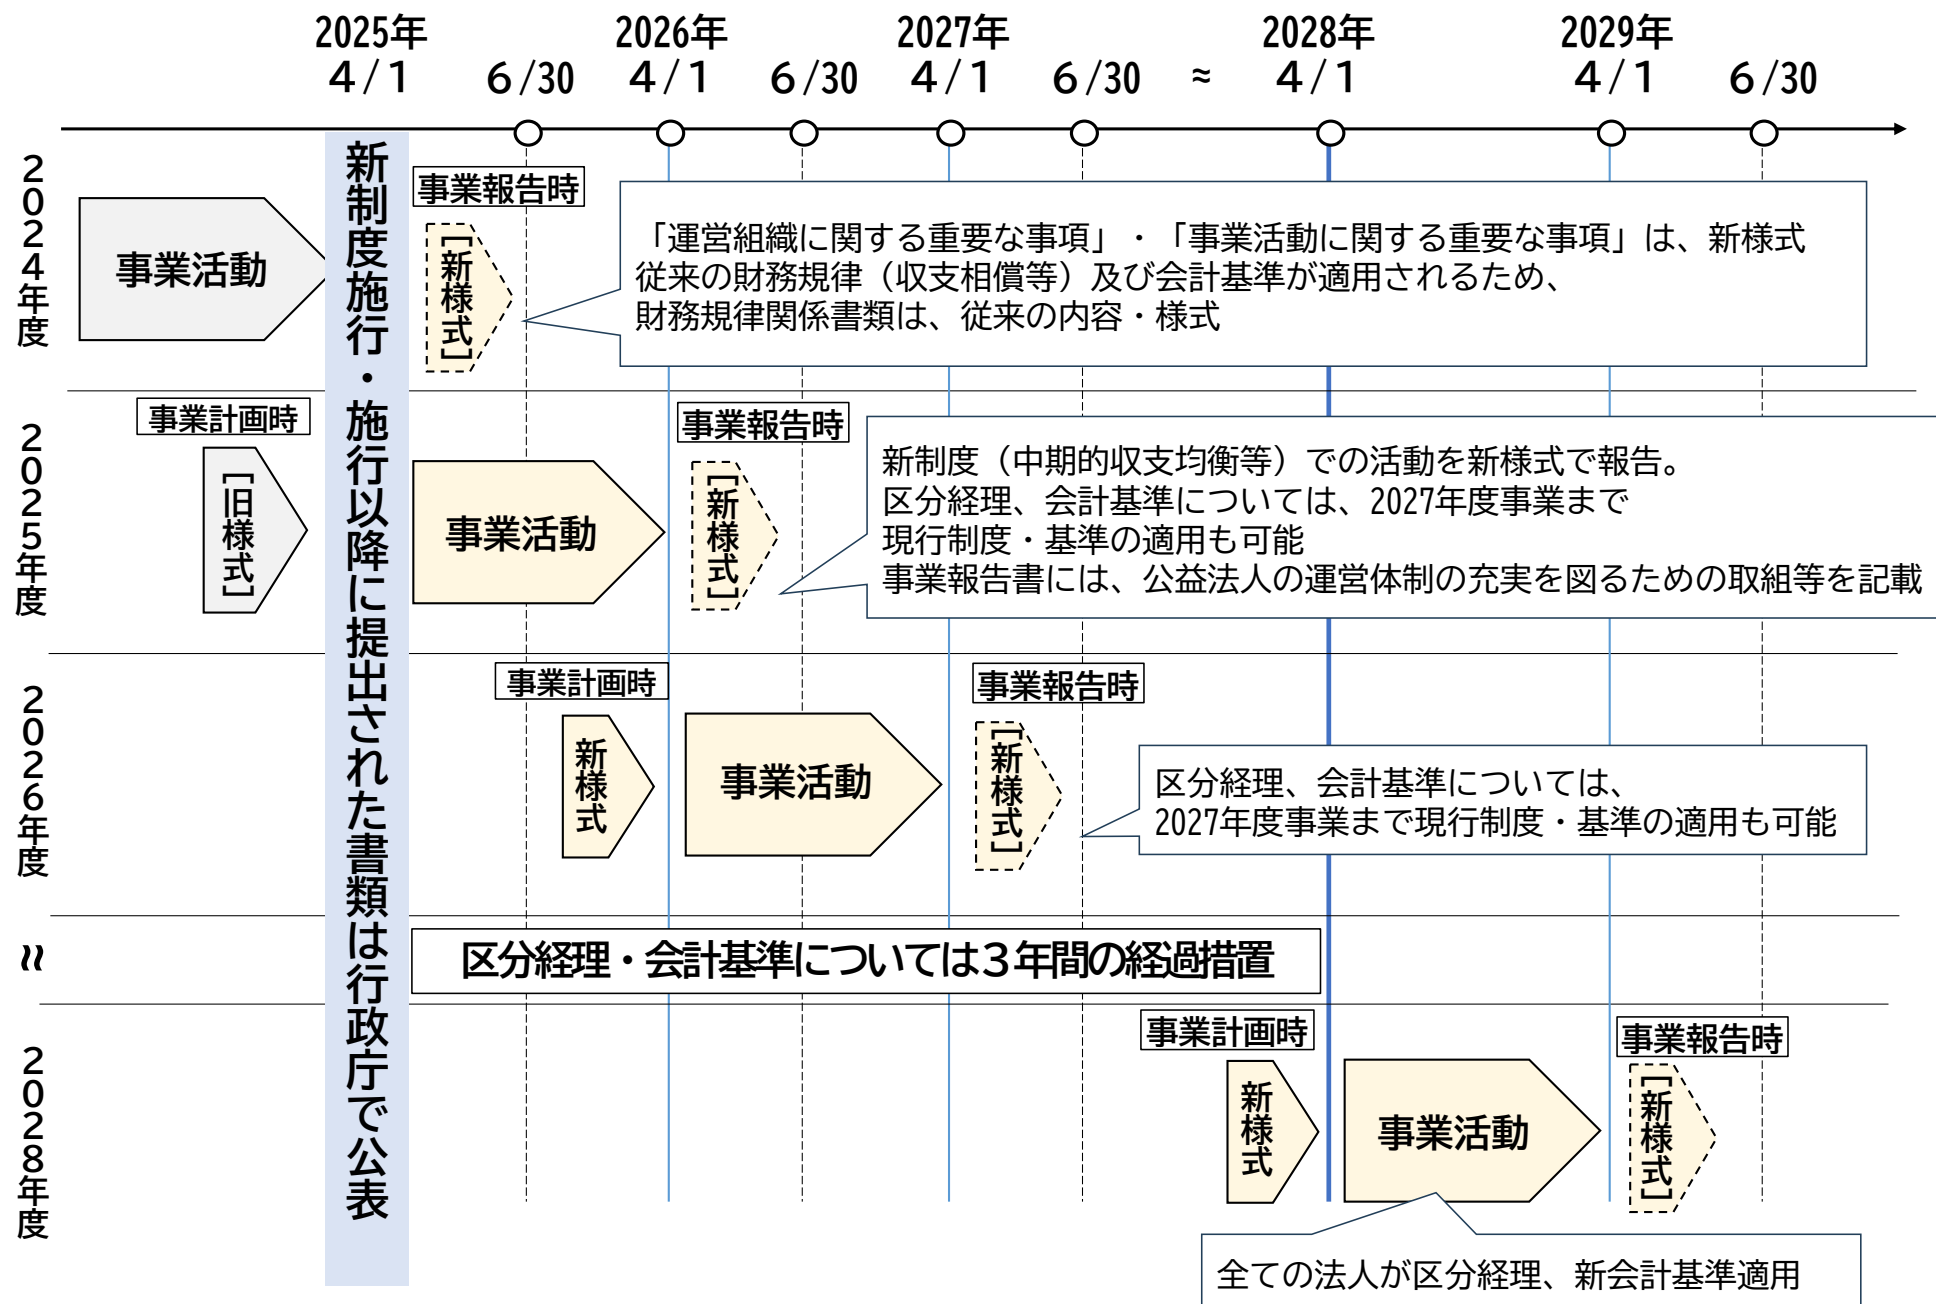 2025年
4/1
6/30
2026年
4/1
6/30
2027年
4/1
6/30
≈
2028年
4/1
2029年
4/1
6/30
新制度施行・施行以降に提出された書類は行政庁で公表
2024年度
事業活動
事業報告時
[新様式]
「運営組織に関する重要な事項」・「事業活動に関する重要な事項」は、新様式
従来の財務規律（収支相償等）及び会計基準が適用されるため、
財務規律関係書類は、従来の内容・様式
2025年度
事業計画時
[旧様式]
事業活動
事業報告時
[新様式]
新制度（中期的収支均衡等）での活動を新様式で報告。
区分経理、会計基準については、2027年度事業まで
現行制度・基準の適用も可能
事業報告書には、公益法人の運営体制の充実を図るための取組等を記載
2026年度
事業計画時
新様式
事業活動
事業報告時
[新様式]
区分経理、会計基準については、
2027年度事業まで現行制度・基準の適用も可能
≈
区分経理・会計基準については３年間の経過措置
2028年度
事業計画時
新様式
事業活動
事業報告時
[新様式]
全ての法人が区分経理、新会計基準適用